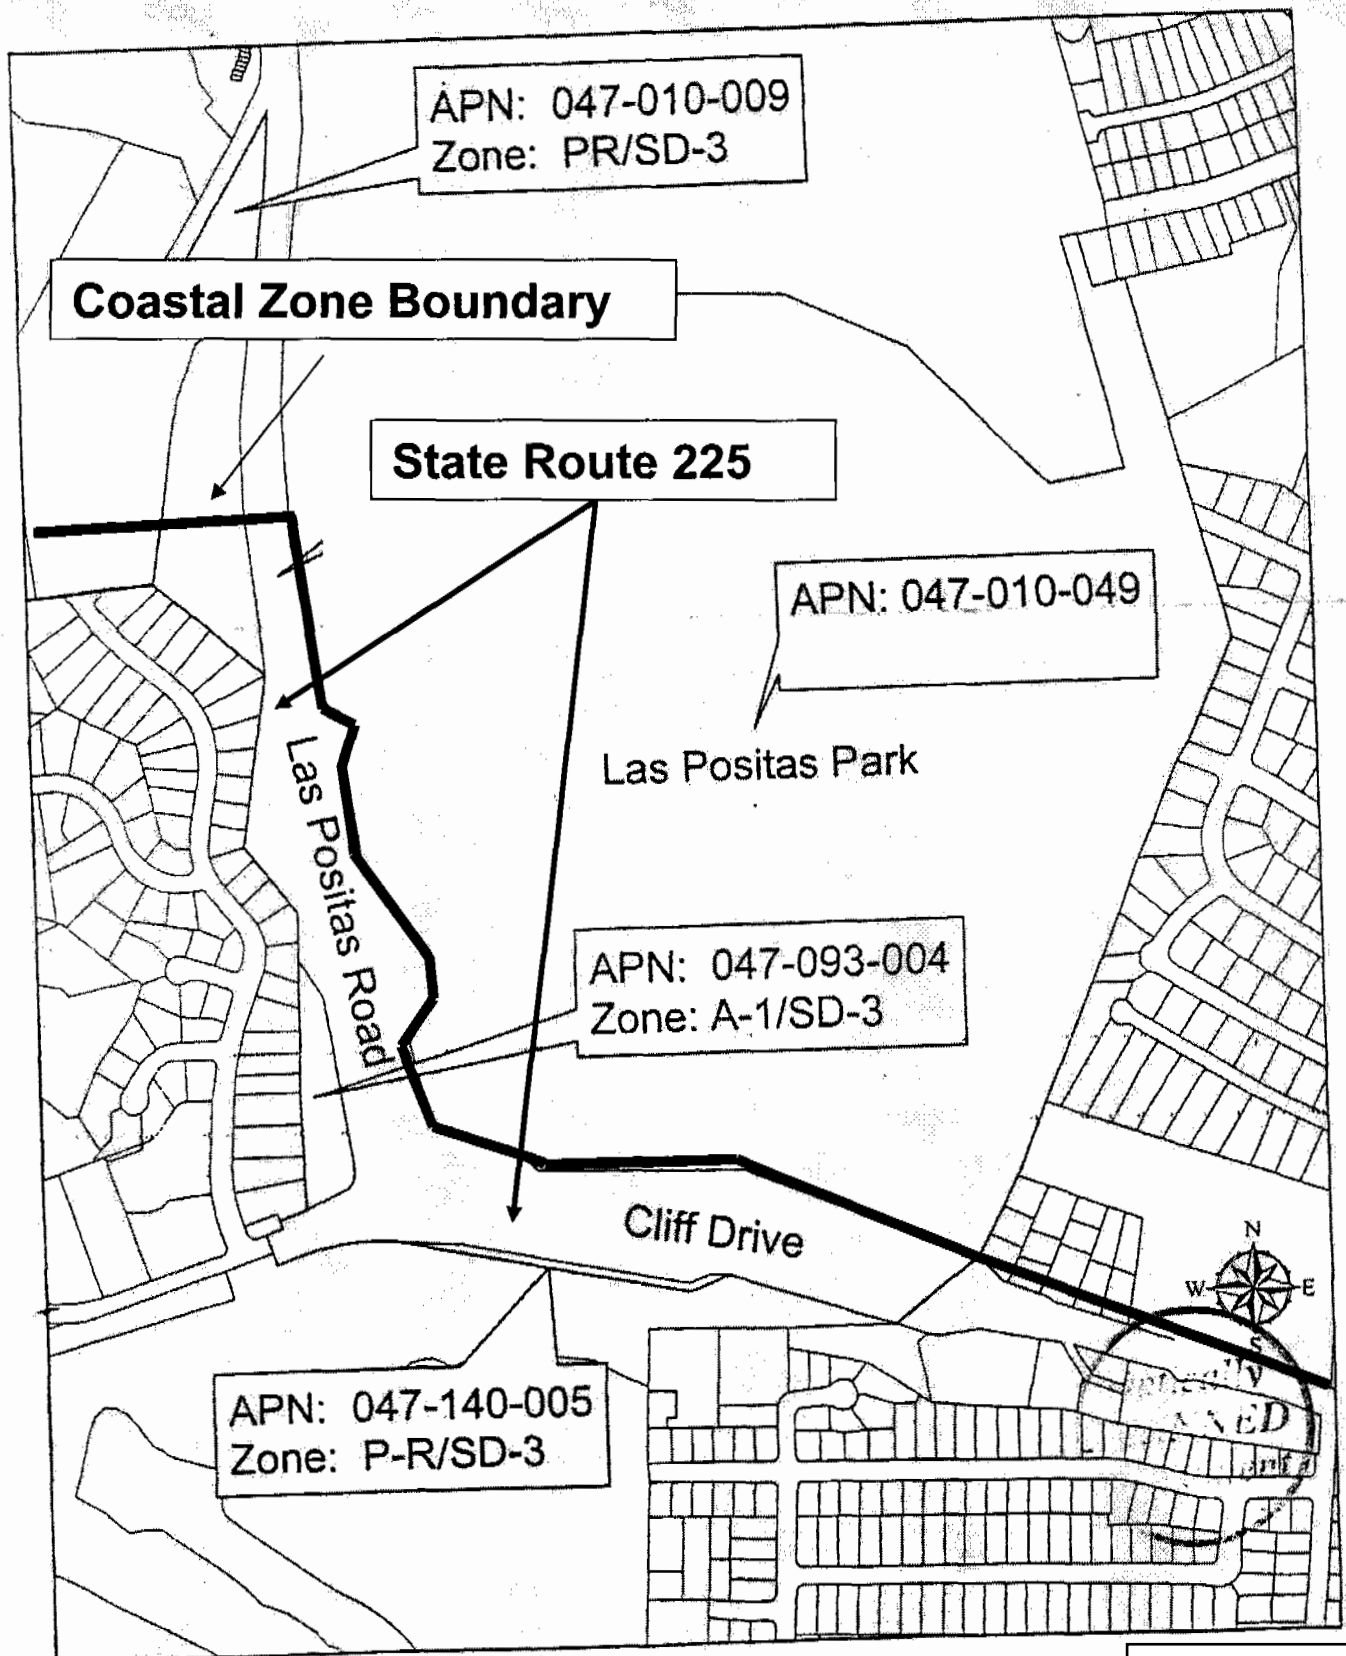 APN: 047-010-009
Zone: PR/SD-3
Coastal Zone Boundary
State Route 225
APN: 047-010-049
Las Positas Park
Las Positas Road
APN: 047-093-004
Zone: A-1/SD-3
Cliff Drive
N
W E
S
APN: 047-140-005
Zone: P-R/SD-3